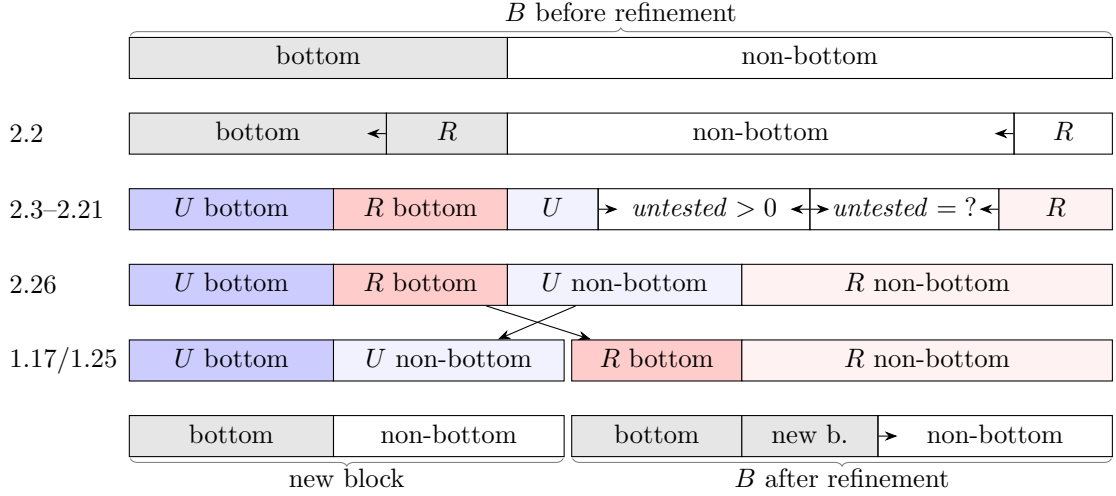 B before refinement
bottom non-bottom
2.2 bottom R non-bottom R
2.3–2.21 U bottom R bottom U untested > 0 untested = ? R
2.26 U bottom R bottom U non-bottom R non-bottom
1.17/1.25 U bottom U non-bottom R bottom R non-bottom
bottom non-bottom bottom new b. non-bottom
new block B after refinement